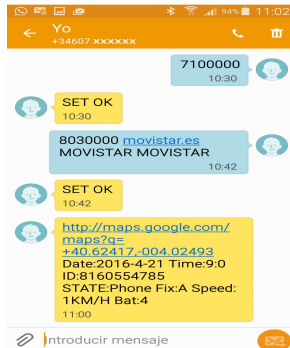 94% 11:02
Yo
+34607 xxxxxx
7100000
10:30
SET OK
10:30
8030000 movistar.es
MOVISTAR MOVISTAR
10:42
SET OK
10:42
http://maps.google.com/
maps?q=
+40.62417,-004.02493
Date:2016-4-21 Time:9:0
ID:8160554785
STATE:Phone Fix:A Speed:
1KM/H Bat:4
11:00
Introducir mensaje